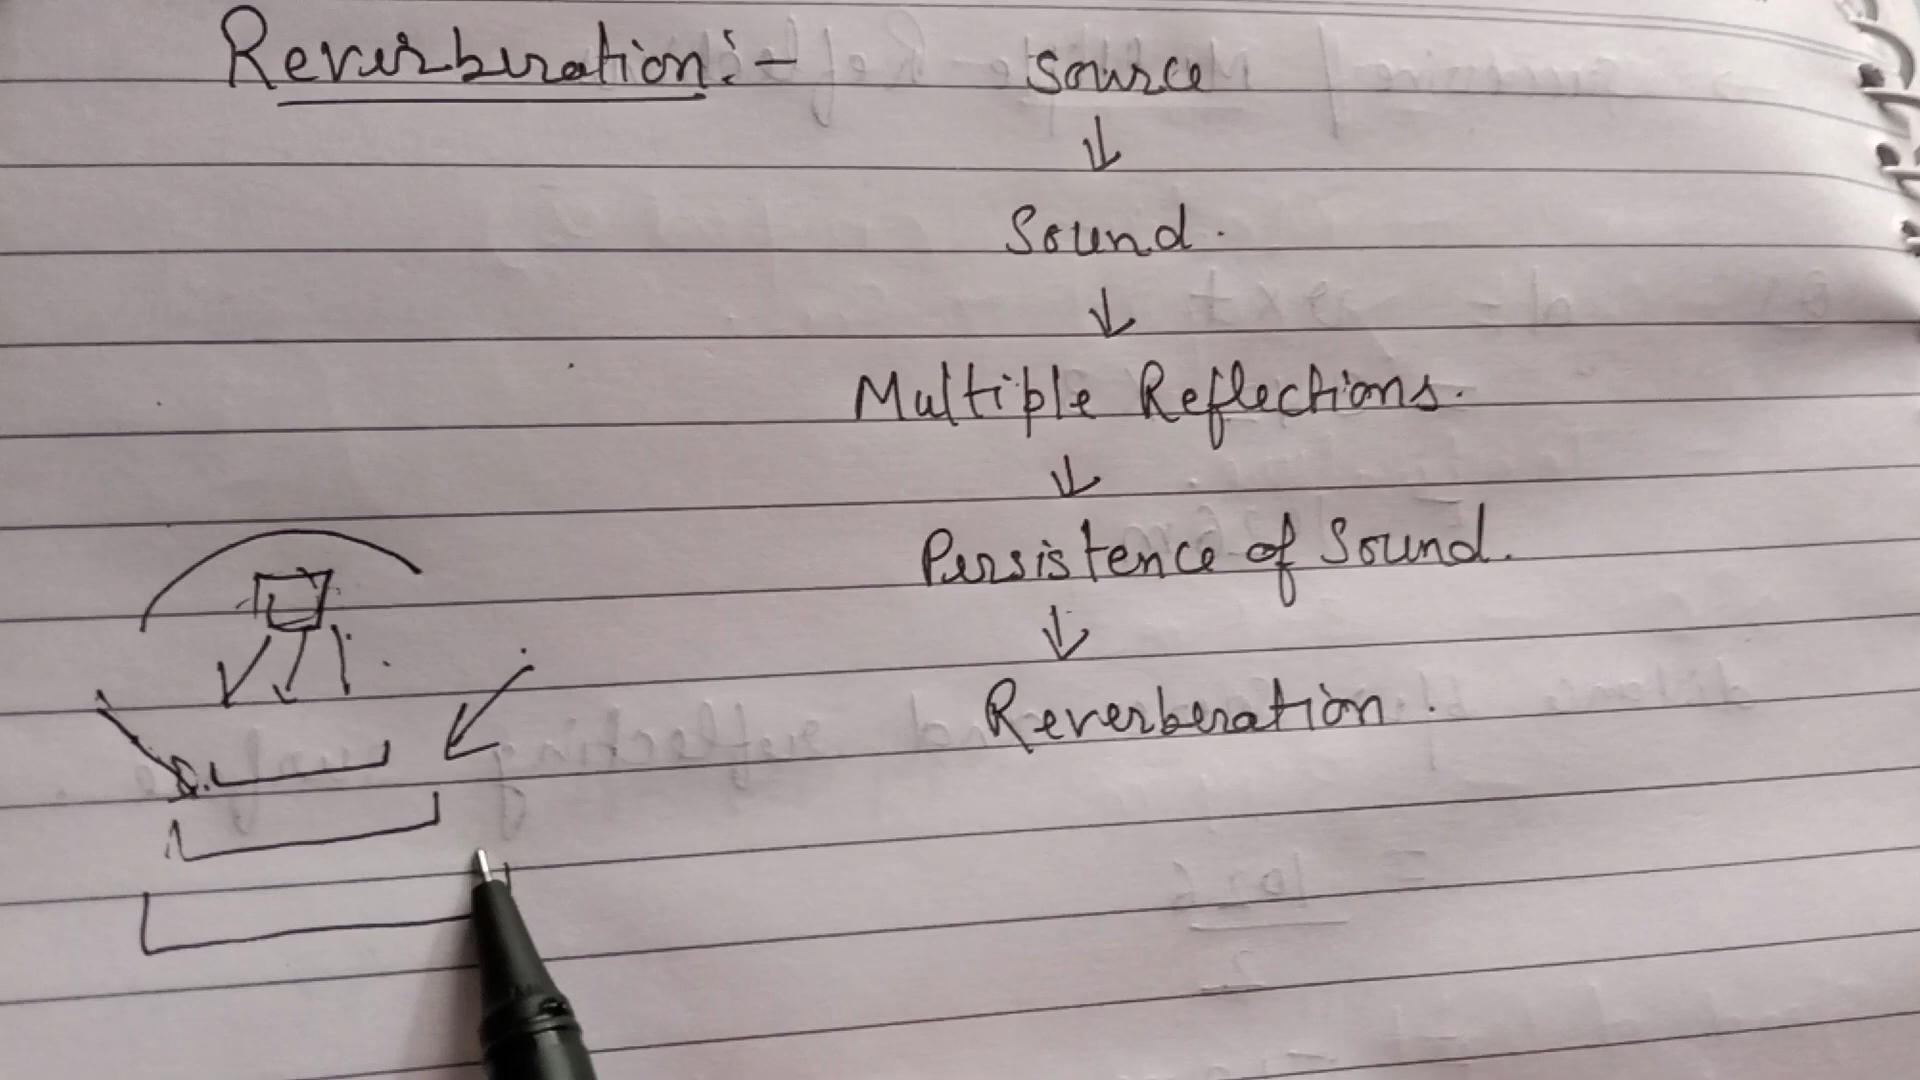 Reverberation:- Source
↓
Sound.
↓
Multiple Reflections.
↓
Persistence of Sound.
↓
Reverberation.